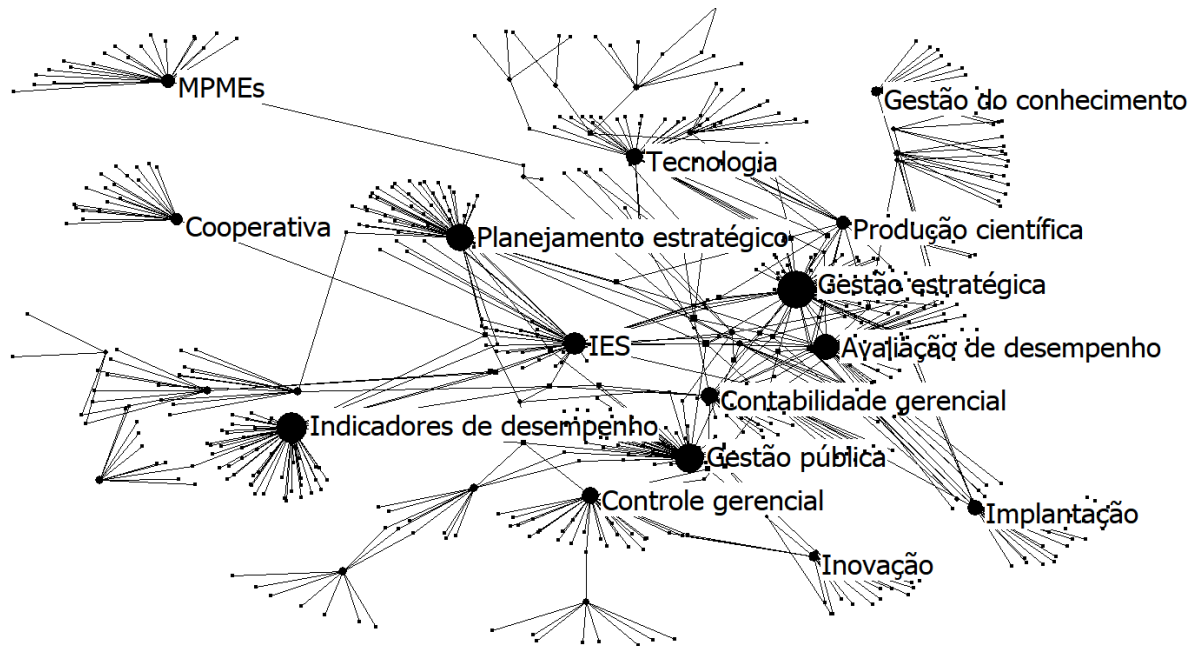 MPMEs
Gestão do conhecimento
Tecnologia
Cooperativa
Planejamento estratégico
Produção científica
Gestão estratégica
IES
Avaliação de desempenho
Contabilidade gerencial
Indicadores de desempenho
Gestão pública
Controle gerencial
Implantação
Inovação